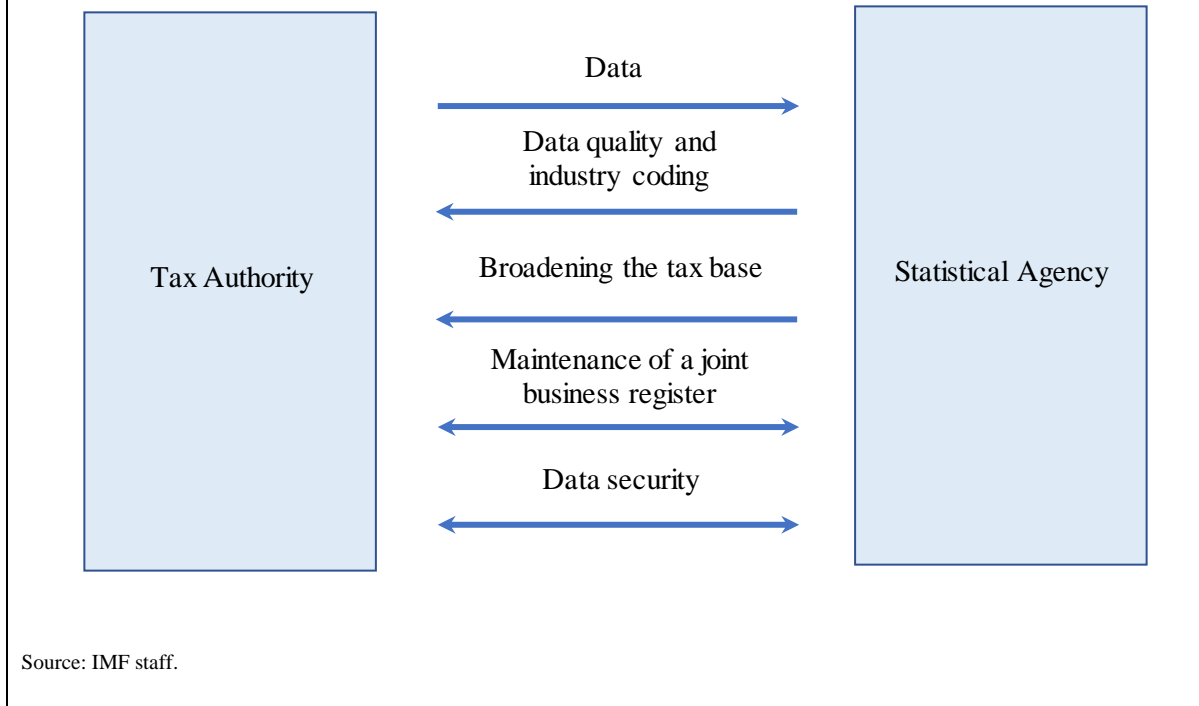 Data
Data quality and
industry coding
Tax Authority
Broadening the tax base
Statistical Agency
Maintenance of a joint
business register
Data security
Source: IMF staff.